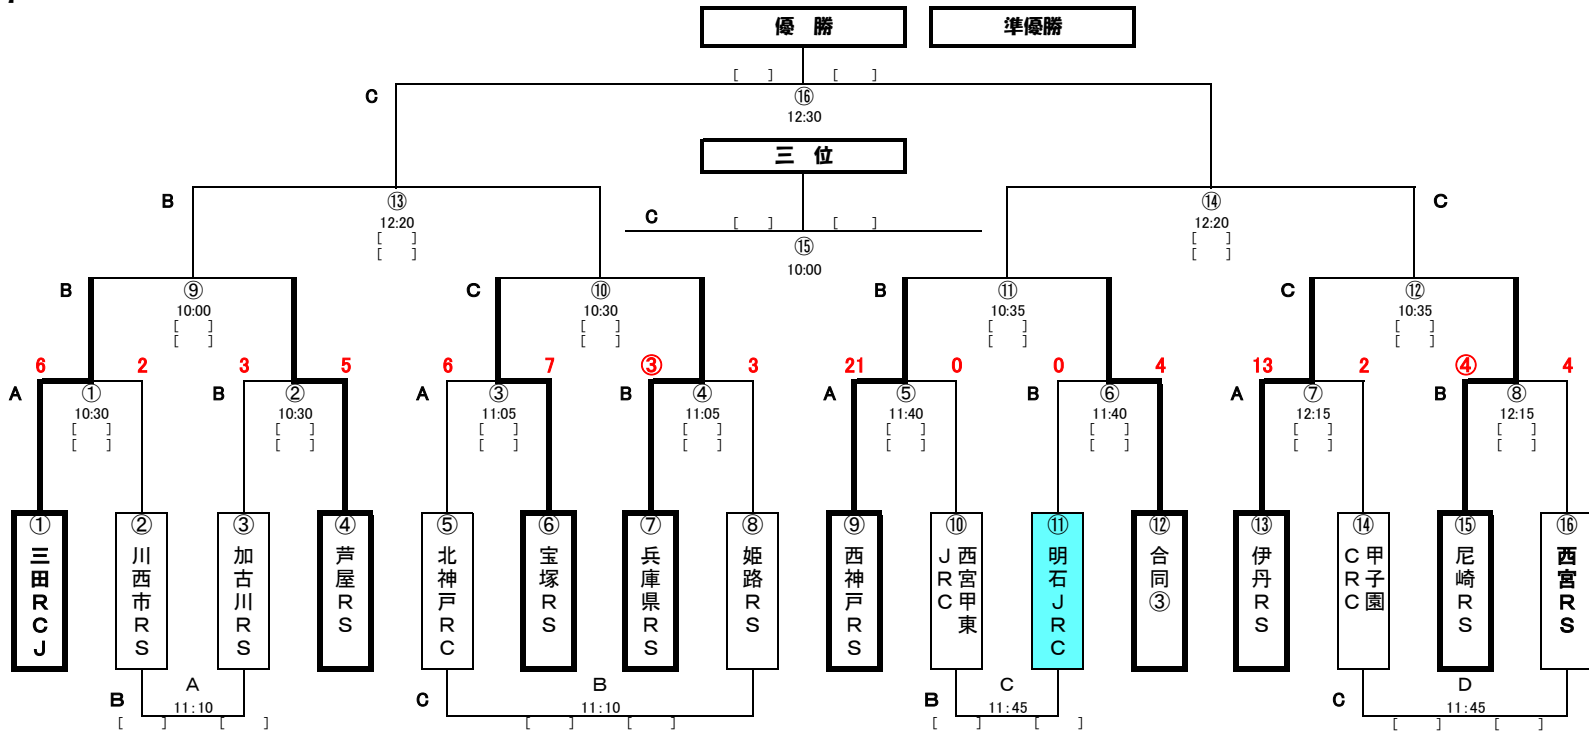 優 勝 準優勝
[ ] [ ]
C ⑯
12:30
三 位
B ⑬ C [ ] [ ] ⑭ C
12:20 ⑮ 12:20
[ ] [ ]
[ ] 10:00 [ ]
B ⑨ C ⑩ B ⑪ C ⑫
10:00 10:30 10:35 10:35
[ ] [ ] [ ] [ ]
[ ] [ ] [ ] [ ]
6 2 3 5 6 7 ③ 3 21 0 0 4 13 2 ④ 4
A ① B ② A ③ B ④ A ⑤ B ⑥ A ⑦ B ⑧
10:30 10:30 11:05 11:05 11:40 11:40 12:15 12:15
[ ] [ ] [ ] [ ] [ ] [ ] [ ] [ ]
[ ] [ ] [ ] [ ] [ ] [ ] [ ] [ ]
① 三田RCJ
② 川西市RS
③ 加古川RS
④ 芦屋RS
⑤ 北神戸RC
⑥ 宝塚RS
⑦ 兵庫県RS
⑧ 姫路RS
⑨ 西神戸RS
⑩ 西宮甲東
JRC
⑪ 明石JRC
⑫ 合同③
⑬ 伊丹RS
⑭ 甲子園
CRC
⑮ 尼崎RS
⑯ 西宮RS
A B C D
B 11:10 C 11:10 B 11:45 C 11:45
[ ] [ ] [ ] [ ] [ ] [ ] [ ] [ ]